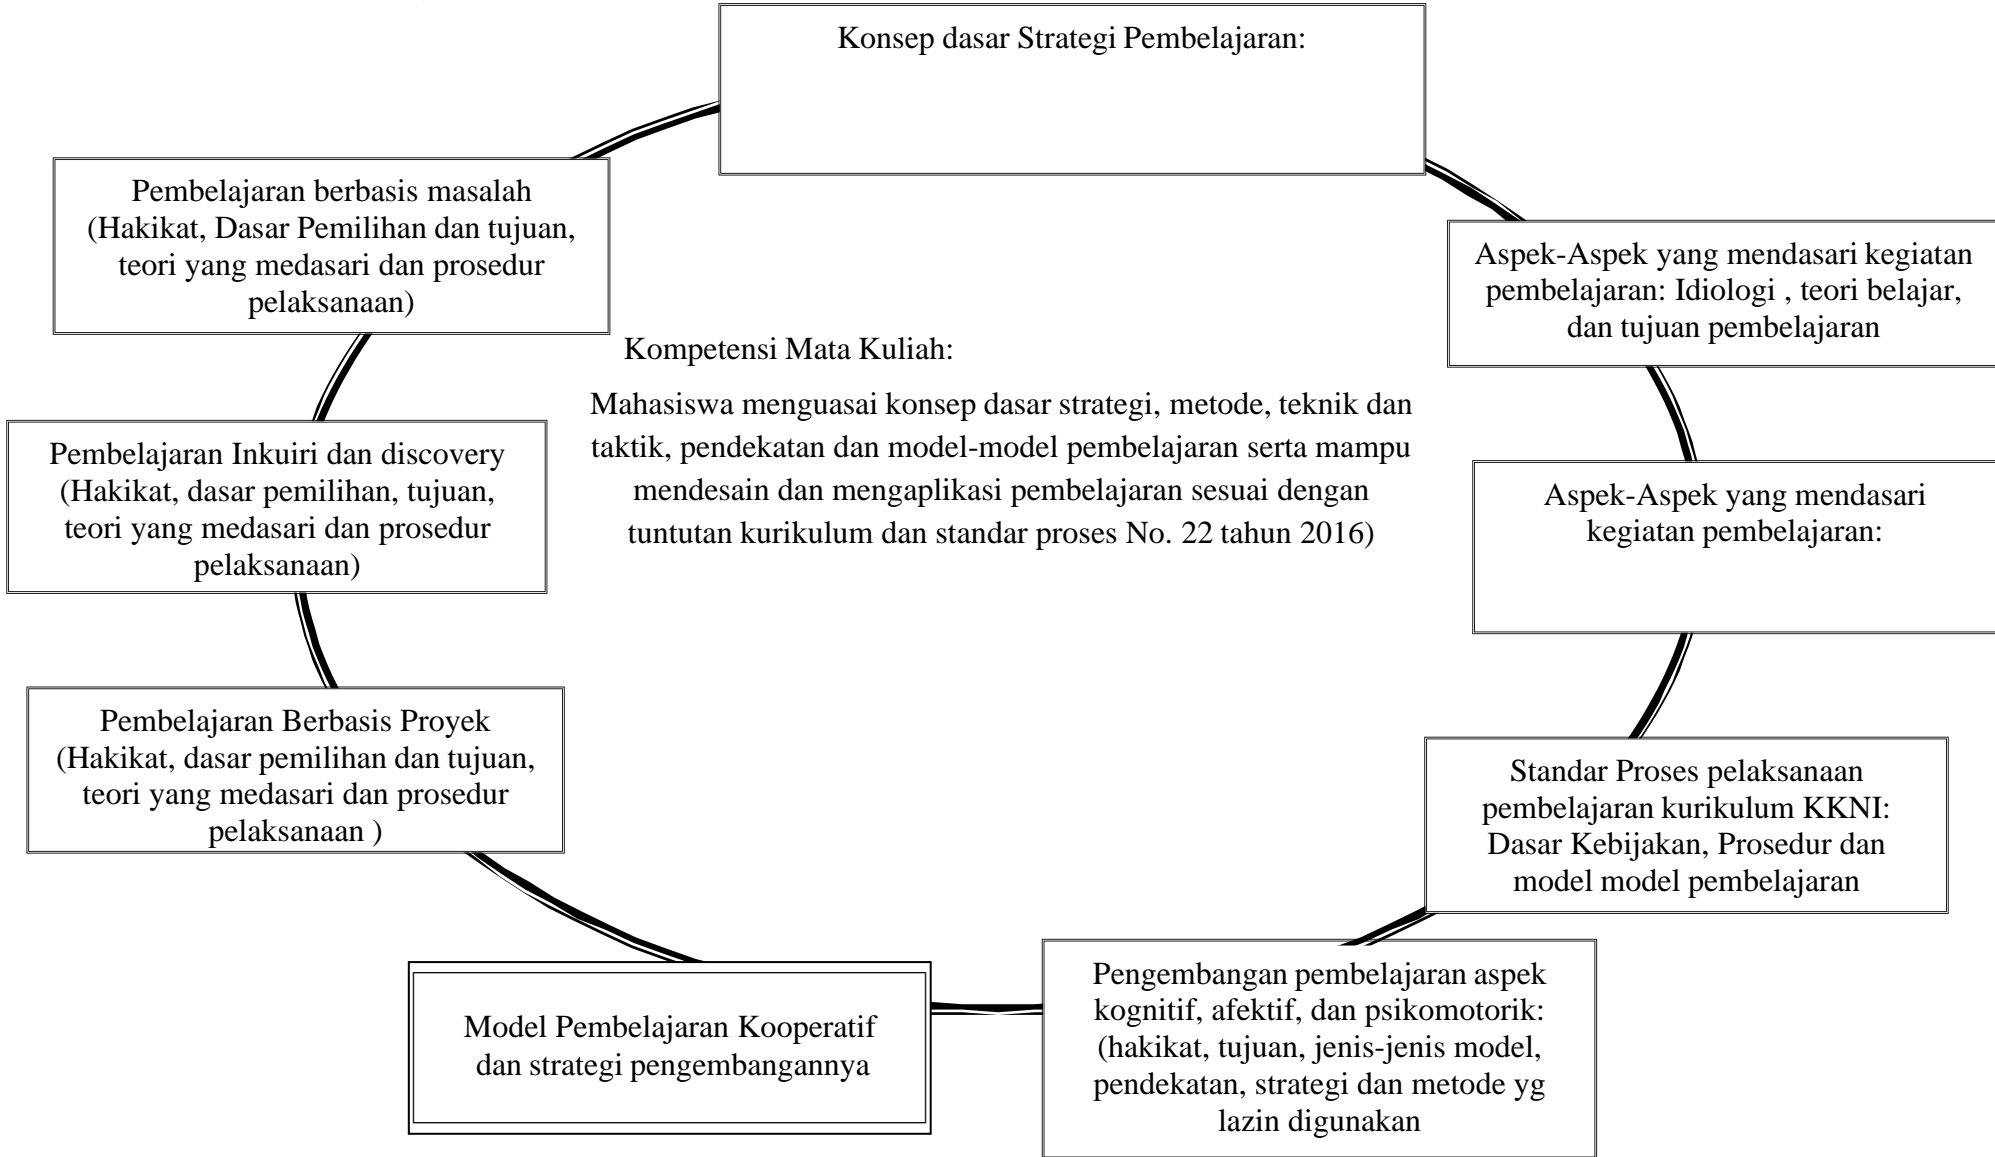 Konsep dasar Strategi Pembelajaran:
Pembelajaran berbasis masalah
(Hakikat, Dasar Pemilihan dan tujuan,
teori yang medasari dan prosedur
pelaksanaan)
Aspek-Aspek yang mendasari kegiatan
pembelajaran: Idiologi , teori belajar,
dan tujuan pembelajaran
Kompetensi Mata Kuliah:
Mahasiswa menguasai konsep dasar strategi, metode, teknik dan
taktik, pendekatan dan model-model pembelajaran serta mampu
mendesain dan mengaplikasi pembelajaran sesuai dengan
tuntutan kurikulum dan standar proses No. 22 tahun 2016)
Pembelajaran Inkuiri dan discovery
(Hakikat, dasar pemilihan, tujuan,
teori yang medasari dan prosedur
pelaksanaan)
Aspek-Aspek yang mendasari
kegiatan pembelajaran:
Pembelajaran Berbasis Proyek
(Hakikat, dasar pemilihan dan tujuan,
teori yang medasari dan prosedur
pelaksanaan )
Standar Proses pelaksanaan
pembelajaran kurikulum KKNI:
Dasar Kebijakan, Prosedur dan
model model pembelajaran
Model Pembelajaran Kooperatif
dan strategi pengembangannya
Pengembangan pembelajaran aspek
kognitif, afektif, dan psikomotorik:
(hakikat, tujuan, jenis-jenis model,
pendekatan, strategi dan metode yg
lazin digunakan